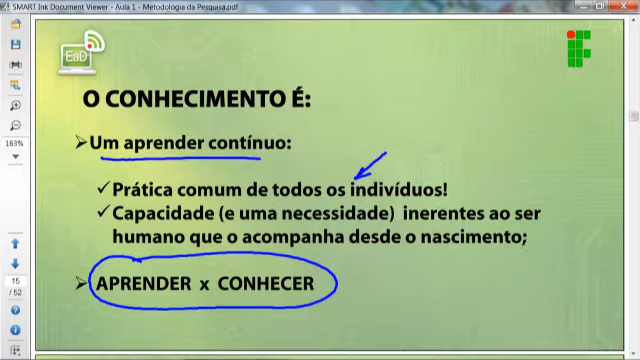 SMART Ink Document Viewer - Aula 1 - Metodologia da Pesquisa.pdf
EaD
O CONHECIMENTO É:
Um aprender contínuo:
Prática comum de todos os indivíduos!
Capacidade (e uma necessidade) inerentes ao ser
humano que o acompanha desde o nascimento;
APRENDER x CONHECER
163%
15
/ 52